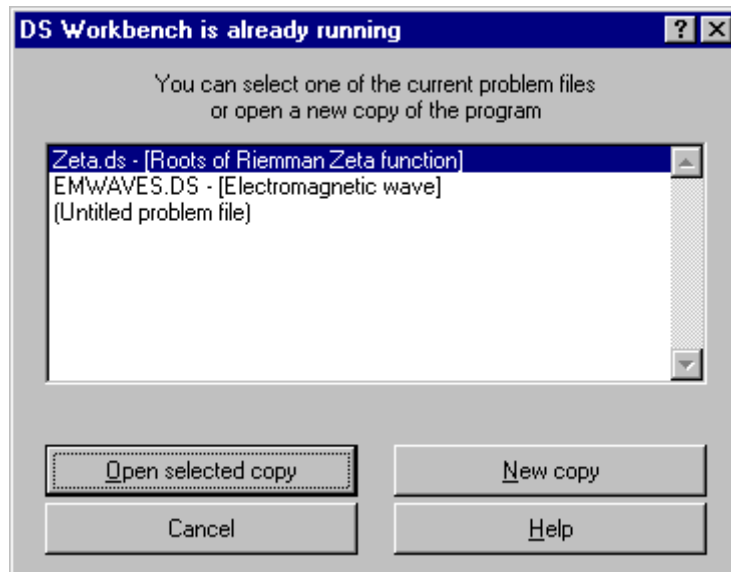 DS Workbench is already running
You can select one of the current problem files
or open a new copy of the program
Zeta.ds - [Roots of Riemman Zeta function]
EMWAVES.DS - [Electromagnetic wave]
(Untitled problem file)
Open selected copy
New copy
Cancel
Help